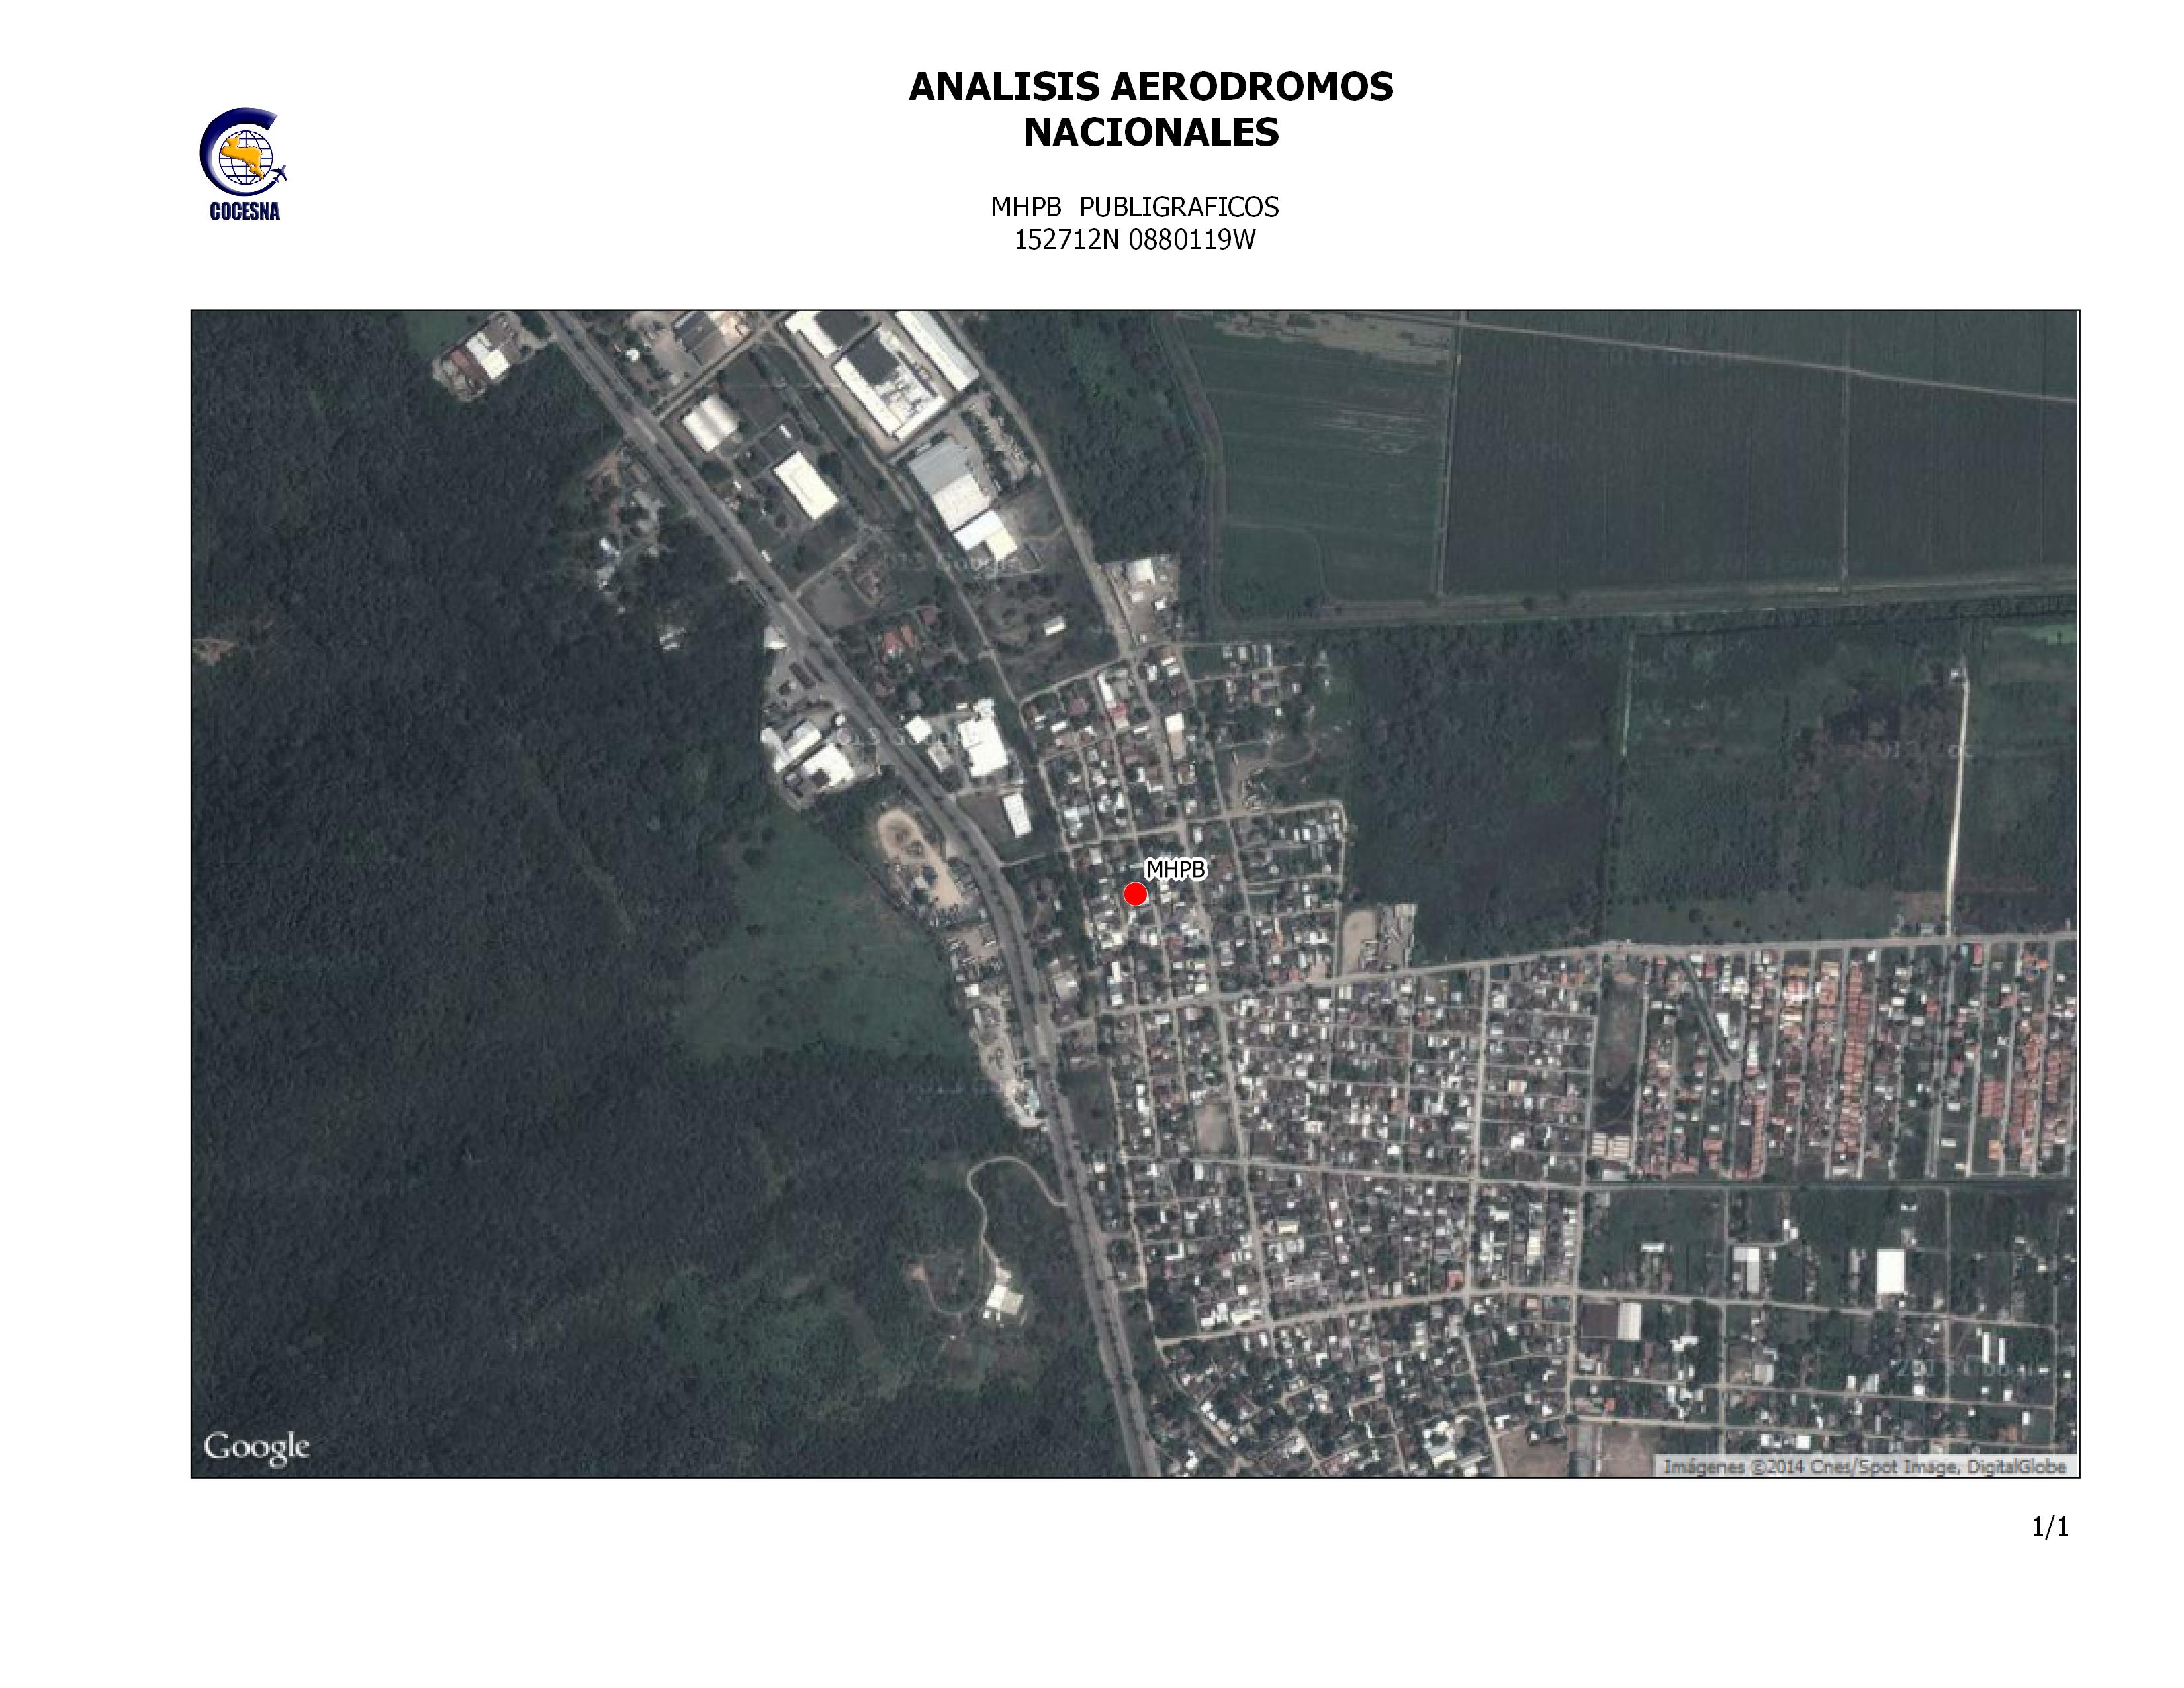 ANALISIS AERODROMOS
NACIONALES
COCESNA
MHPB PUBLIGRAFICOS
152712N 0880119W
MHPB
Google
Imágenes ©2014 Cnes/Spot Image, DigitalGlobe
1/1